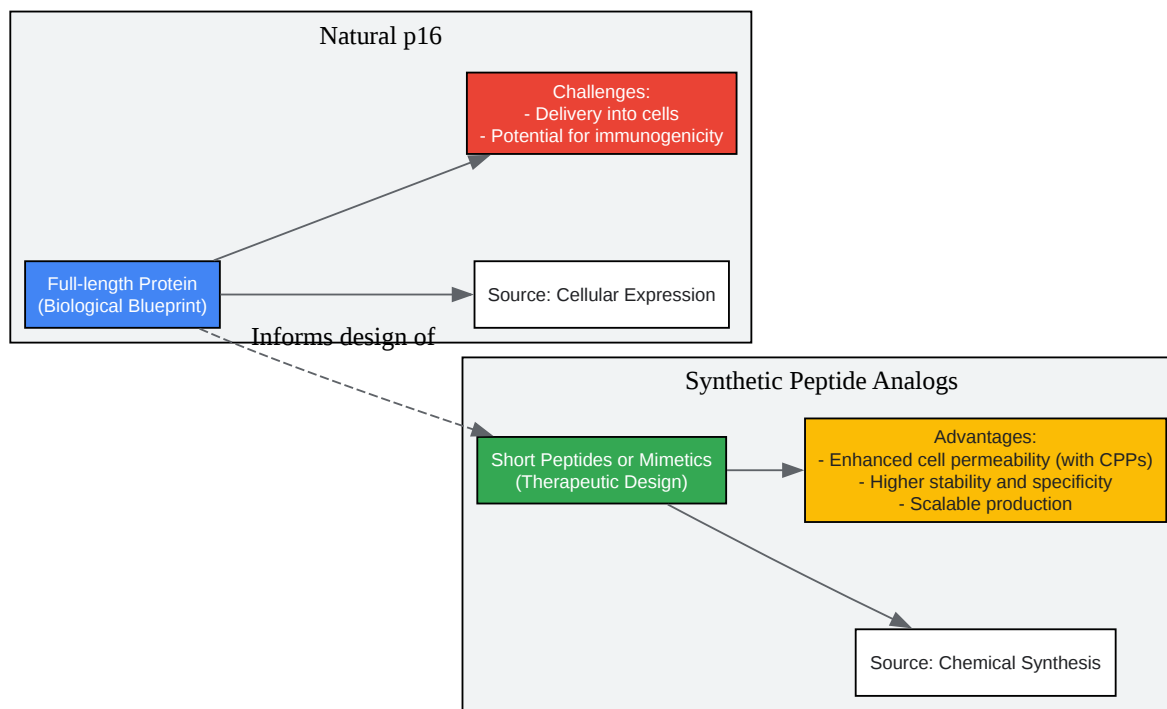 Natural p16
Challenges:
- Delivery into cells
- Potential for immunogenicity
Full-length Protein
(Biological Blueprint)
Source: Cellular Expression
Informs design of
Synthetic Peptide Analogs
Short Peptides or Mimetics
(Therapeutic Design)
Advantages:
- Enhanced cell permeability (with CPPs)
- Higher stability and specificity
- Scalable production
Source: Chemical Synthesis